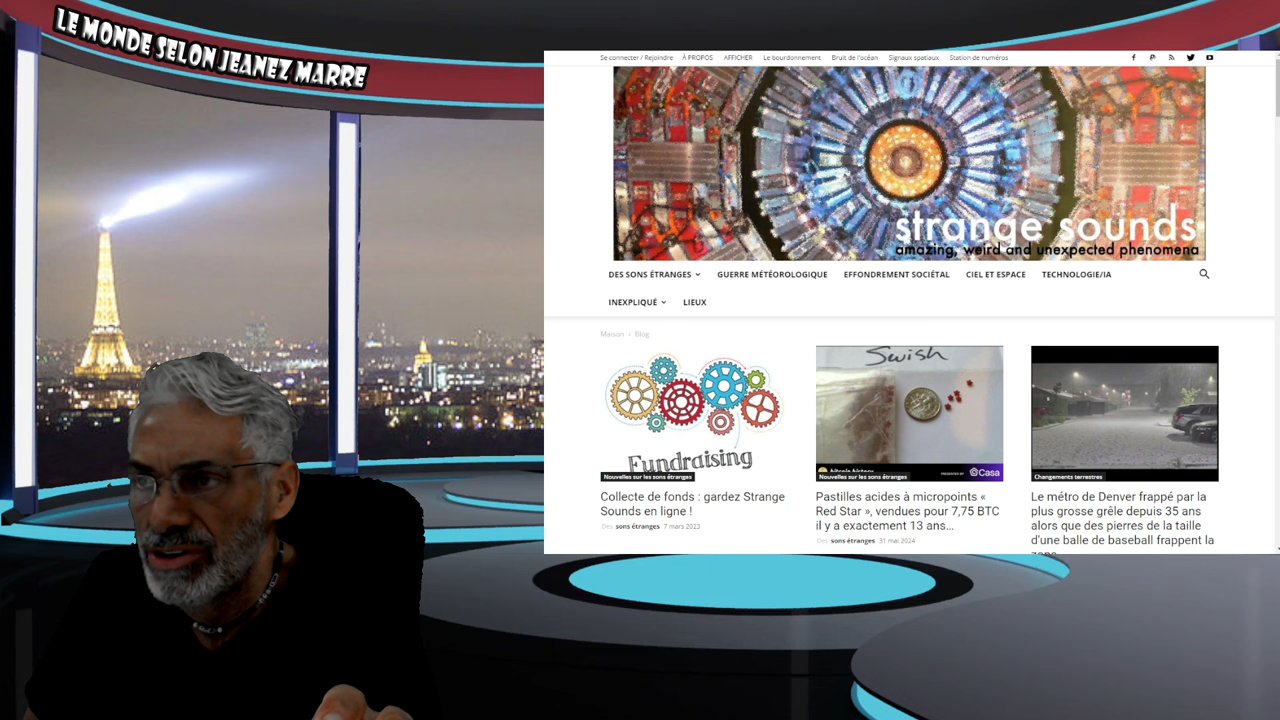 LE MONDE SELON JEANEZ MARRE
Se connecter / Rejoindre À PROPOS AFFICHER Le bourdonnement Bruit de l'océan Signaux spatiaux Station de numéros
strange sounds
amazing, weird and unexpected phenomena
DES SONS ÉTRANGES GUERRE MÉTÉOROLOGIQUE EFFONDREMENT SOCIÉTAL CIEL ET ESPACE TECHNOLOGIE/IA
INEXPLIQUÉ LIEUX
Maison › Blog
Fundraising
Nouvelles sur les sons étranges
Collecte de fonds : gardez Strange
Sounds en ligne !
Des sons étranges 7 mars 2023
Swish
bitcoin history
PRESENTED BY Casa
Nouvelles sur les sons étranges
Pastilles acides à micropoints «
Red Star », vendues pour 7,75 BTC
il y a exactement 13 ans...
Des sons étranges 31 mai 2024
Changements terrestres
Le métro de Denver frappé par la
plus grosse grêle depuis 35 ans
alors que des pierres de la taille
d'une balle de baseball frappent la